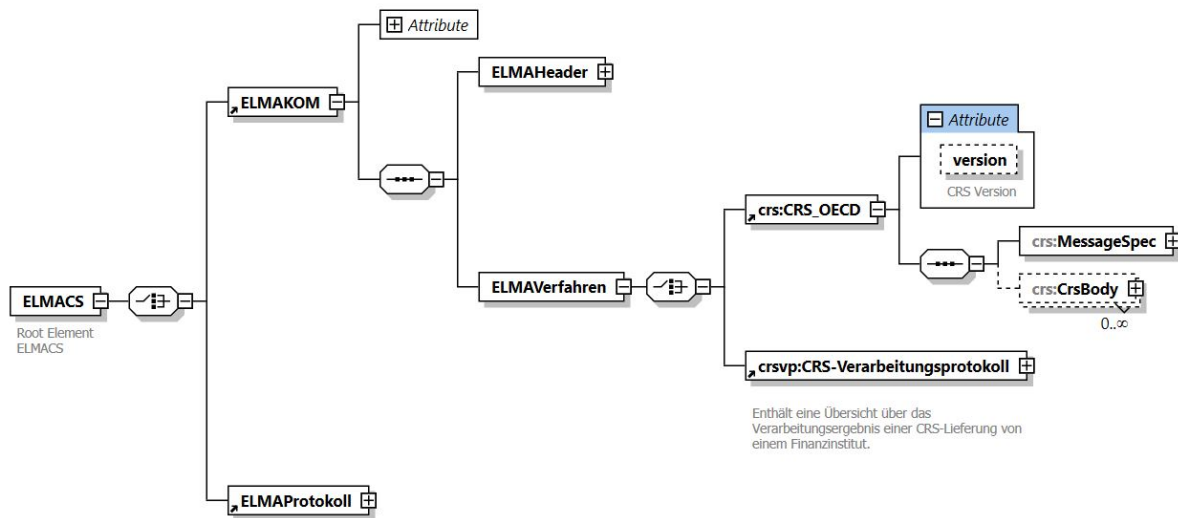 Attribute
ELMAHeader
ELMAKOM
Attribute
version
CRS Version
crs:CRS_OECD
crs:MessageSpec
ELMAVerfahren
crs:CrsBody
0..∞
ELMACS
Root Element
ELMACS
crsvp:CRS-Verarbeitungsprotokoll
Enthält eine Übersicht über das
Verarbeitungsergebnis einer CRS-Lieferung von
einem Finanzinstitut.
ELMAProtokoll